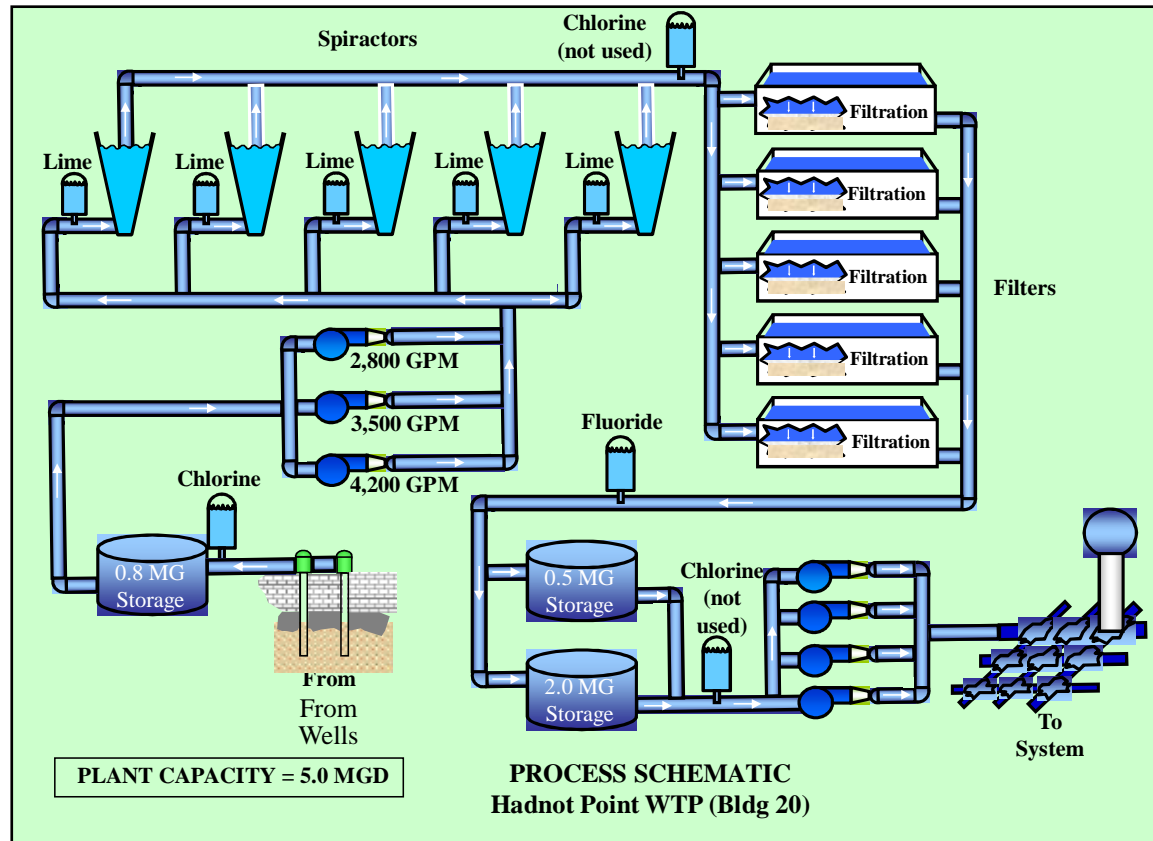 Spiractors
Chlorine
(not used)
Lime
Lime
Lime
Lime
Lime
Filtration
Filtration
Filtration
Filtration
Filtration
Filters
2,800 GPM
3,500 GPM
4,200 GPM
Chlorine
0.8 MG
Storage
From
From
Wells
Fluoride
0.5 MG
Storage
2.0 MG
Storage
Chlorine
(not
used)
To
System
PLANT CAPACITY = 5.0 MGD
PROCESS SCHEMATIC
Hadnot Point WTP (Bldg 20)